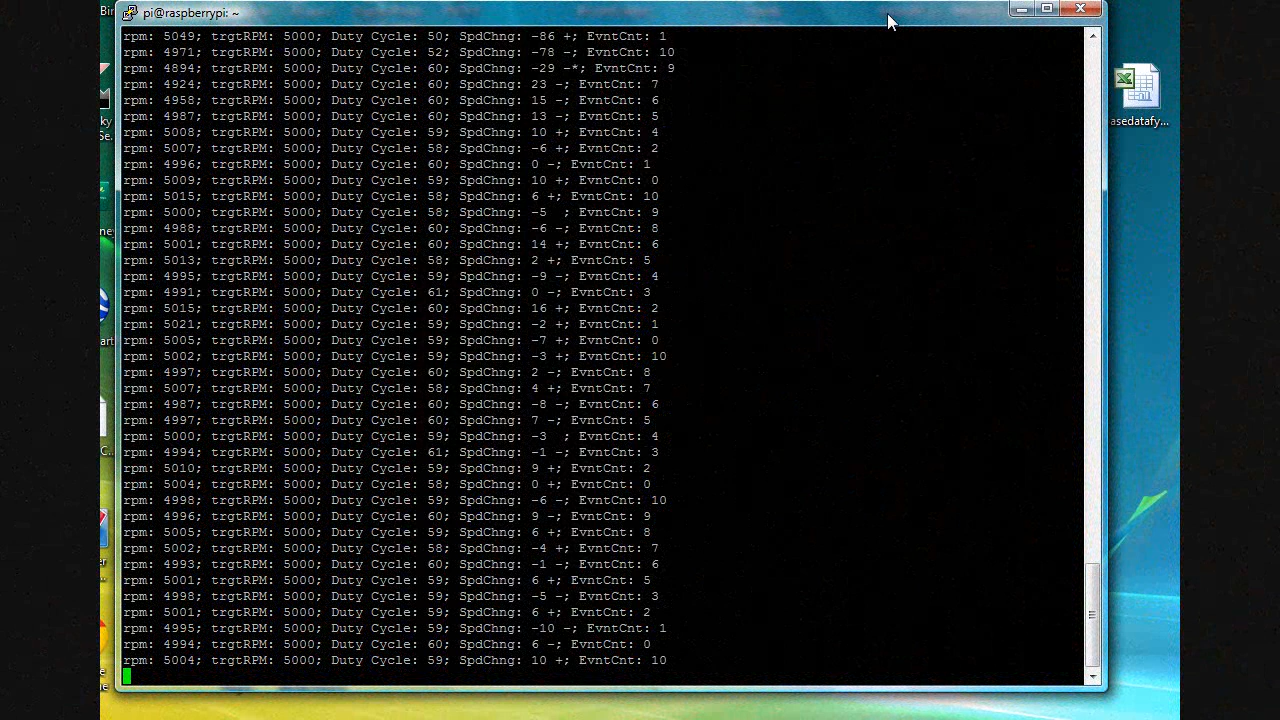 Bir
pi@raspberrypi: ~
rpm: 5049; trgtRPM: 5000; Duty Cycle: 50; SpdChng: -86 +; EvntCnt: 1
rpm: 4971; trgtRPM: 5000; Duty Cycle: 52; SpdChng: -78 -; EvntCnt: 10
rpm: 4894; trgtRPM: 5000; Duty Cycle: 60; SpdChng: -29 -*; EvntCnt: 9
rpm: 4924; trgtRPM: 5000; Duty Cycle: 60; SpdChng: 23 -; EvntCnt: 7
rpm: 4958; trgtRPM: 5000; Duty Cycle: 60; SpdChng: 15 -; EvntCnt: 6
rpm: 4987; trgtRPM: 5000; Duty Cycle: 60; SpdChng: 13 -; EvntCnt: 5
rpm: 5008; trgtRPM: 5000; Duty Cycle: 59; SpdChng: 10 +; EvntCnt: 4
rpm: 5007; trgtRPM: 5000; Duty Cycle: 58; SpdChng: -6 +; EvntCnt: 2
rpm: 4996; trgtRPM: 5000; Duty Cycle: 60; SpdChng: 0 -; EvntCnt: 1
rpm: 5009; trgtRPM: 5000; Duty Cycle: 59; SpdChng: 10 +; EvntCnt: 0
rpm: 5015; trgtRPM: 5000; Duty Cycle: 58; SpdChng: 6 +; EvntCnt: 10
rpm: 5000; trgtRPM: 5000; Duty Cycle: 58; SpdChng: -5  ; EvntCnt: 9
rpm: 4988; trgtRPM: 5000; Duty Cycle: 60; SpdChng: -6 -; EvntCnt: 8
rpm: 5001; trgtRPM: 5000; Duty Cycle: 60; SpdChng: 14 +; EvntCnt: 6
rpm: 5013; trgtRPM: 5000; Duty Cycle: 58; SpdChng: 2 +; EvntCnt: 5
rpm: 4995; trgtRPM: 5000; Duty Cycle: 59; SpdChng: -9 -; EvntCnt: 4
rpm: 4991; trgtRPM: 5000; Duty Cycle: 61; SpdChng: 0 -; EvntCnt: 3
rpm: 5015; trgtRPM: 5000; Duty Cycle: 60; SpdChng: 16 +; EvntCnt: 2
rpm: 5021; trgtRPM: 5000; Duty Cycle: 59; SpdChng: -2 +; EvntCnt: 1
rpm: 5005; trgtRPM: 5000; Duty Cycle: 59; SpdChng: -7 +; EvntCnt: 0
rpm: 5002; trgtRPM: 5000; Duty Cycle: 59; SpdChng: -3 +; EvntCnt: 10
rpm: 4997; trgtRPM: 5000; Duty Cycle: 60; SpdChng: 2 -; EvntCnt: 8
rpm: 5007; trgtRPM: 5000; Duty Cycle: 58; SpdChng: 4 +; EvntCnt: 7
rpm: 4987; trgtRPM: 5000; Duty Cycle: 60; SpdChng: -8 -; EvntCnt: 6
rpm: 4997; trgtRPM: 5000; Duty Cycle: 60; SpdChng: 7 -; EvntCnt: 5
rpm: 5000; trgtRPM: 5000; Duty Cycle: 59; SpdChng: -3  ; EvntCnt: 4
rpm: 4994; trgtRPM: 5000; Duty Cycle: 61; SpdChng: -1 -; EvntCnt: 3
rpm: 5010; trgtRPM: 5000; Duty Cycle: 59; SpdChng: 9 +; EvntCnt: 2
rpm: 5004; trgtRPM: 5000; Duty Cycle: 58; SpdChng: 0 +; EvntCnt: 0
rpm: 4998; trgtRPM: 5000; Duty Cycle: 59; SpdChng: -6 -; EvntCnt: 10
rpm: 4996; trgtRPM: 5000; Duty Cycle: 60; SpdChng: 9 -; EvntCnt: 9
rpm: 5005; trgtRPM: 5000; Duty Cycle: 59; SpdChng: 6 +; EvntCnt: 8
rpm: 5002; trgtRPM: 5000; Duty Cycle: 58; SpdChng: -4 +; EvntCnt: 7
rpm: 4993; trgtRPM: 5000; Duty Cycle: 60; SpdChng: -1 -; EvntCnt: 6
rpm: 5001; trgtRPM: 5000; Duty Cycle: 59; SpdChng: 6 +; EvntCnt: 5
rpm: 4998; trgtRPM: 5000; Duty Cycle: 59; SpdChng: -5 -; EvntCnt: 3
rpm: 5001; trgtRPM: 5000; Duty Cycle: 59; SpdChng: 6 +; EvntCnt: 2
rpm: 4995; trgtRPM: 5000; Duty Cycle: 59; SpdChng: -10 -; EvntCnt: 1
rpm: 4994; trgtRPM: 5000; Duty Cycle: 60; SpdChng: 6 -; EvntCnt: 0
rpm: 5004; trgtRPM: 5000; Duty Cycle: 59; SpdChng: 10 +; EvntCnt: 10
asedatafy...